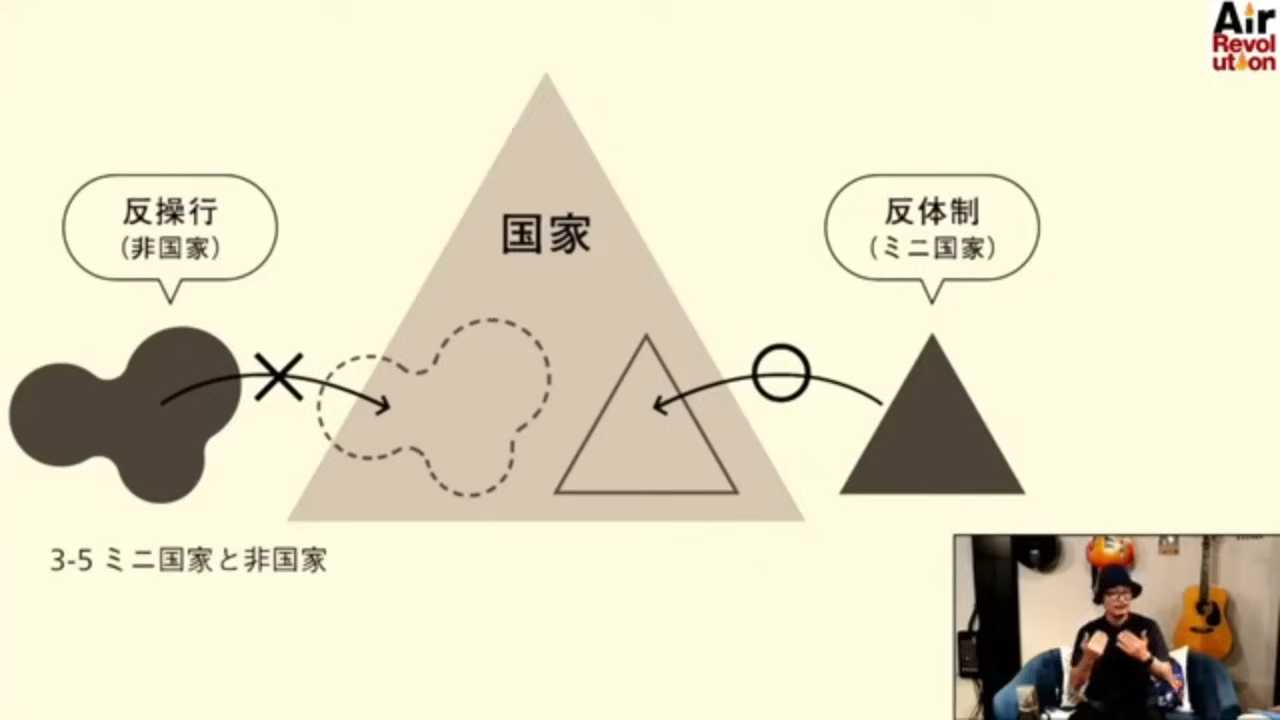 Air
Revol
ution
反操行
（非国家）
国家
反体制
（ミニ国家）
3-5 ミニ国家と非国家